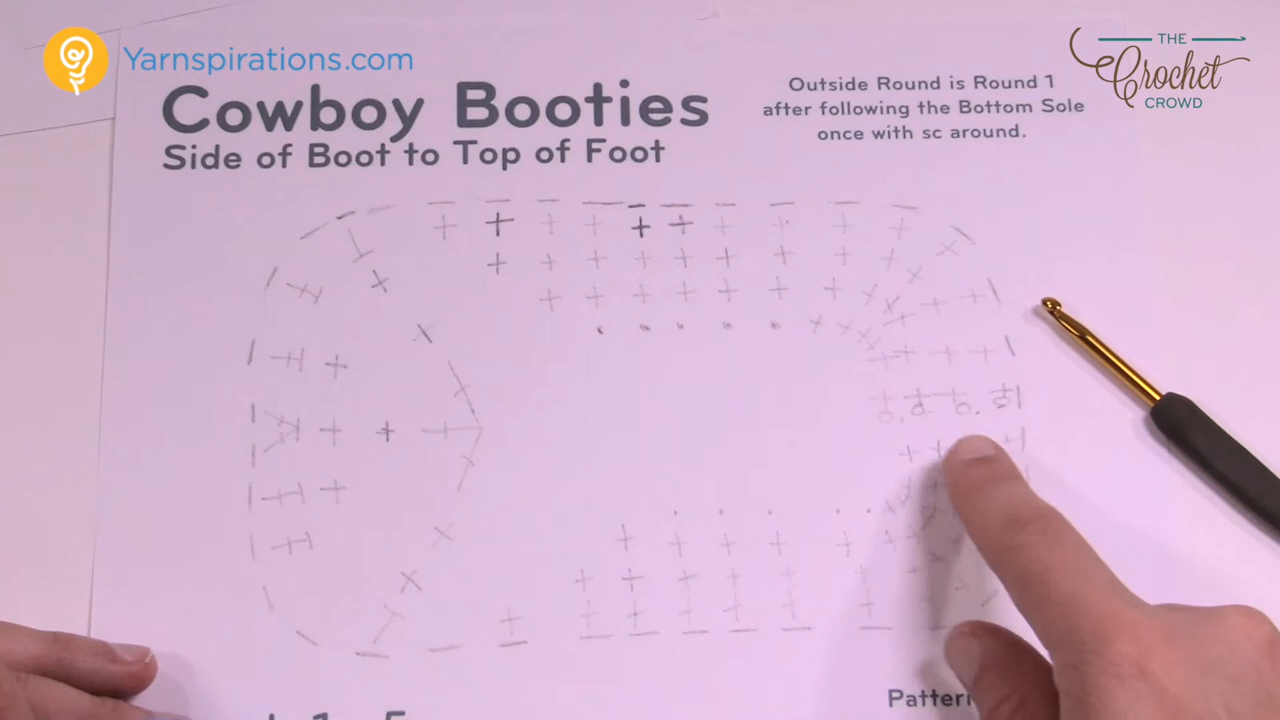 Yarnspirations.com
THE
Crochet
CROWD
Cowboy Booties
Side of Boot to Top of Foot
Outside Round is Round 1
after following the Bottom Sole
once with sc around.